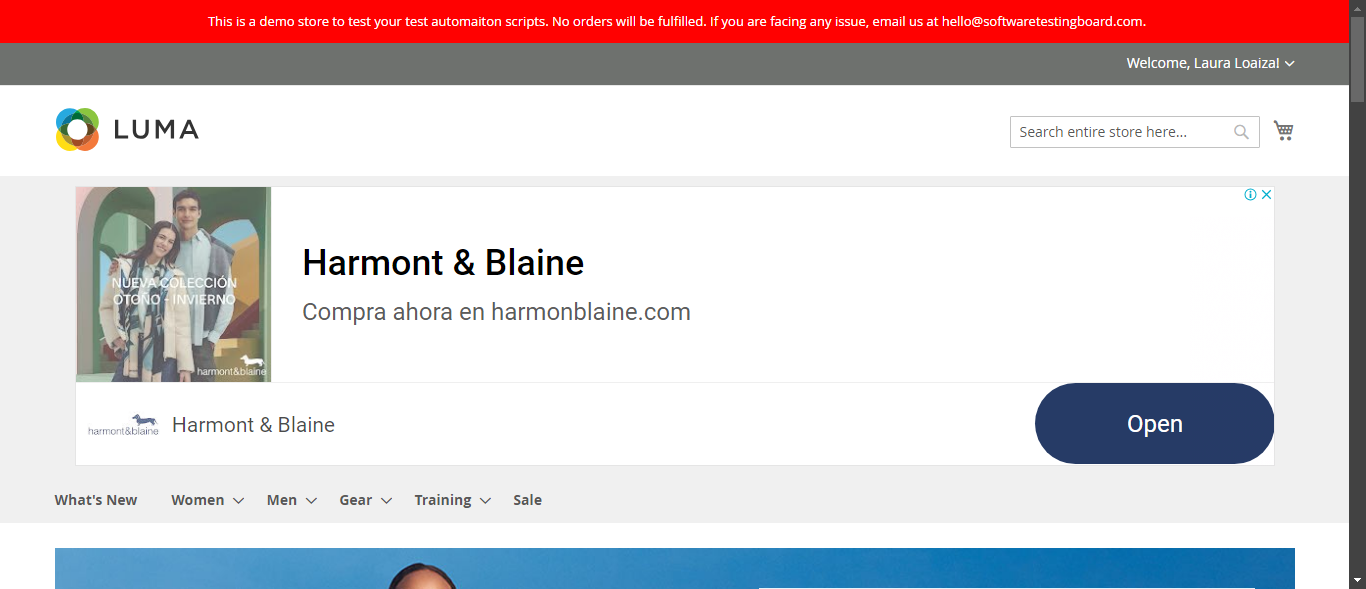 This is a demo store to test your test automaiton scripts. No orders will be fulfilled. If you are facing any issue, email us at hello@softwaretestingboard.com.
Welcome, Laura Loaiza!
LUMA
Search entire store here...
NUEVA COLECCIÓN
OTOÑO - INVIERNO
harmont&blaine
Harmont & Blaine
Compra ahora en harmonblaine.com
harmont&blaine
Harmont & Blaine
Open
What's New
Women
Men
Gear
Training
Sale